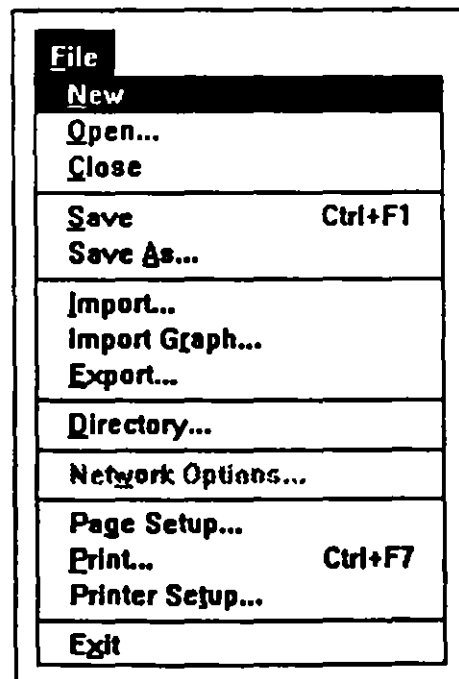 File
New
Open...
Close
Save Ctrl+F1
Save As...
Import...
Import Graph...
Export...
Directory...
Network Options...
Page Setup...
Print... Ctrl+F7
Printer Setup...
Exit